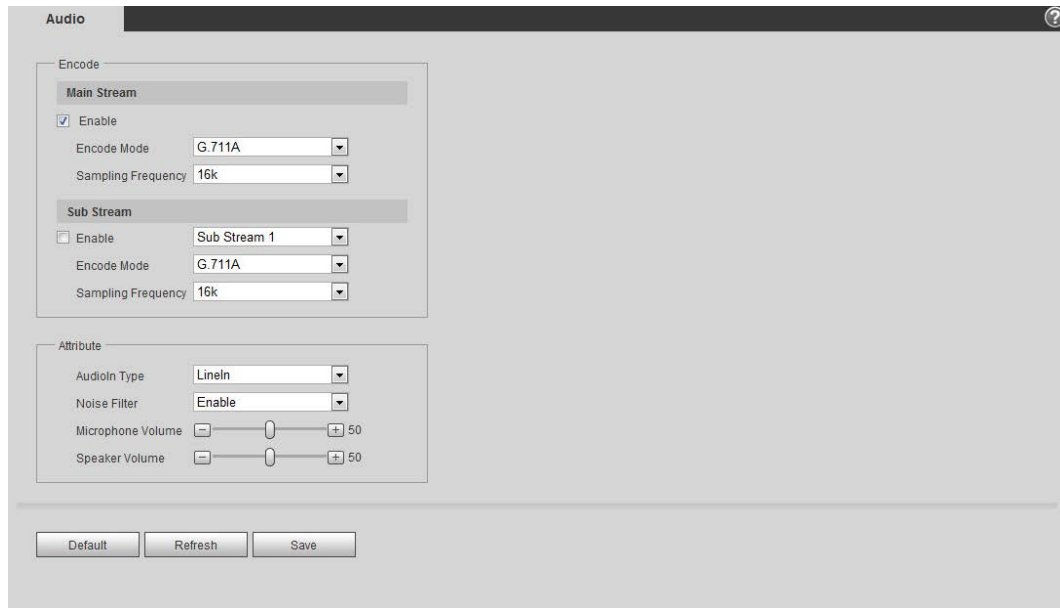 Audio
?
Encode
Main Stream
Enable
Encode Mode G.711A
Sampling Frequency 16k
Sub Stream
Enable Sub Stream 1
Encode Mode G.711A
Sampling Frequency 16k
Attribute
AudioIn Type LineIn
Noise Filter Enable
Microphone Volume - + 50
Speaker Volume - + 50
Default Refresh Save